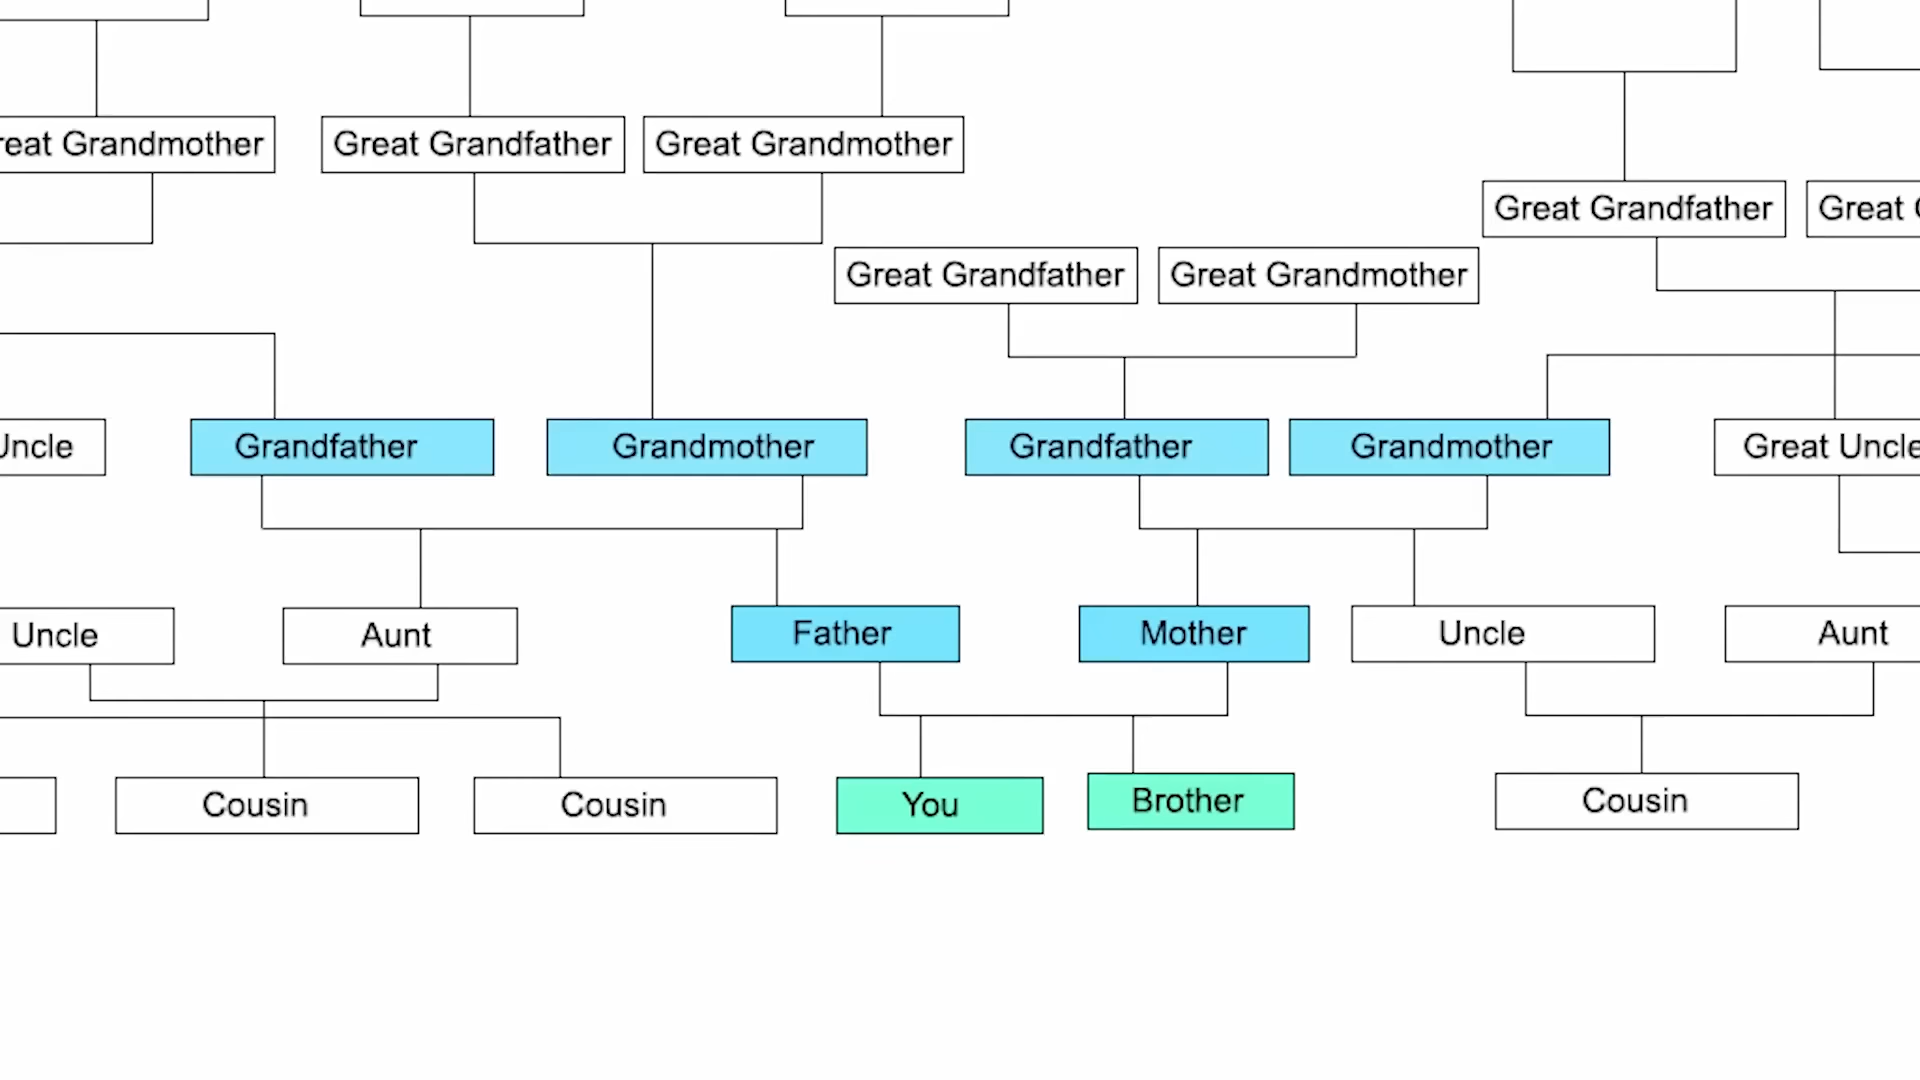 Grandmother
Great Grandfather
Great Grandmother
Great Grandfather
Great
Great Grandfather
Great Grandmother
Uncle
Grandfather
Grandmother
Grandfather
Grandmother
Great Uncle
Uncle
Aunt
Father
Mother
Uncle
Aunt
Cousin
Cousin
You
Brother
Cousin